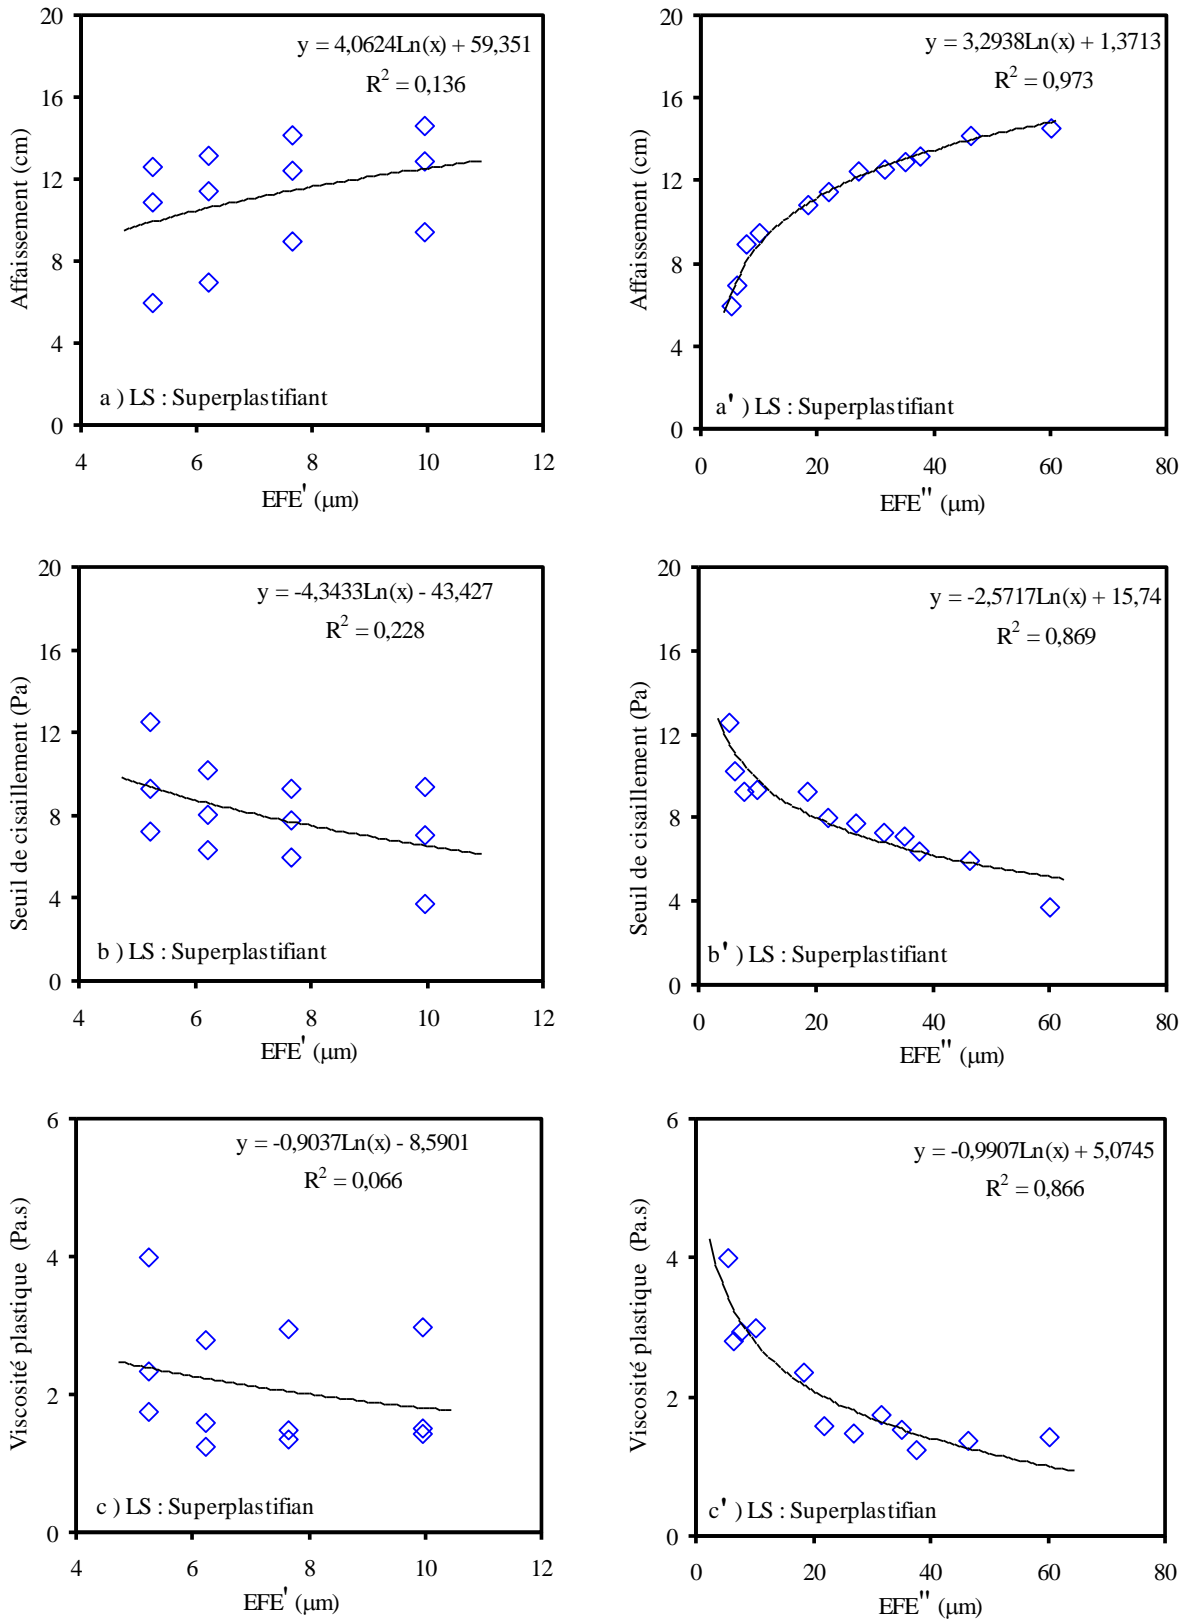 20
16
12
8
4
0
Affaissement (cm)
y = 4,0624Ln(x) + 59,351
R² = 0,136
a ) LS : Superplastifiant
4 6 8 10 12
EFE' (μm)
20
16
12
8
4
0
Affaissement (cm)
y = 3,2938Ln(x) + 1,3713
R² = 0,973
a' ) LS : Superplastifiant
0 20 40 60 80
EFE'' (μm)
20
16
12
8
4
0
Seuil de cisaillement (Pa)
y = -4,3433Ln(x) - 43,427
R² = 0,228
b ) LS : Superplastifiant
4 6 8 10 12
EFE' (μm)
20
16
12
8
4
0
Seuil de cisaillement (Pa)
y = -2,5717Ln(x) + 15,74
R² = 0,869
b' ) LS : Superplastifiant
0 20 40 60 80
EFE'' (μm)
6
4
2
0
Viscosité plastique (Pa.s)
y = -0,9037Ln(x) - 8,5901
R² = 0,066
c ) LS : Superplastifian
4 6 8 10 12
EFE' (μm)
6
4
2
0
Viscosité plastique (Pa.s)
y = -0,9907Ln(x) + 5,0745
R² = 0,866
c' ) LS : Superplastifian
0 20 40 60 80
EFE'' (μm)